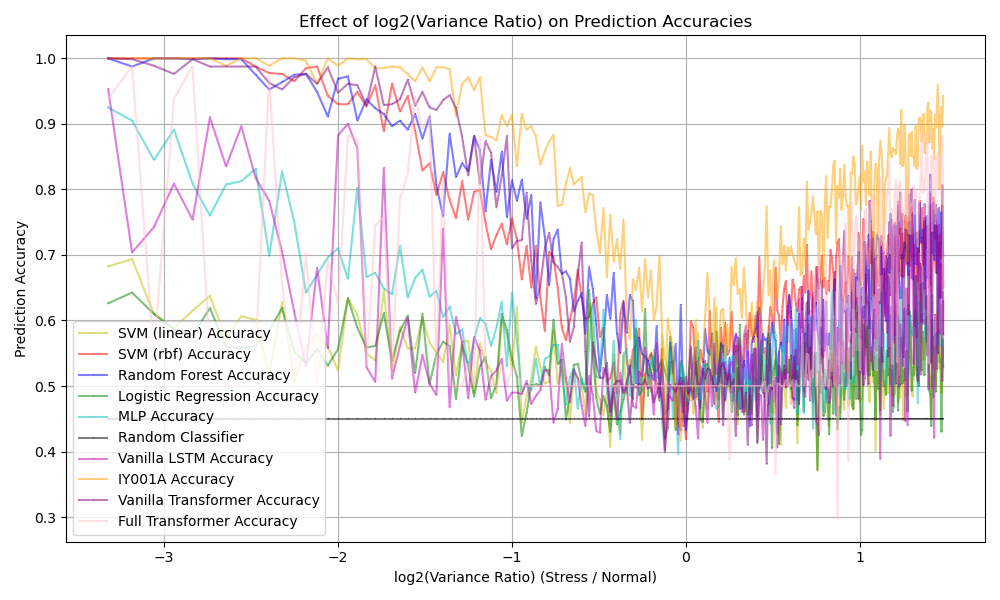 Effect of log2(Variance Ratio) on Prediction Accuracies
Prediction Accuracy
1.0
0.9
0.8
0.7
0.6
0.5
0.4
0.3
SVM (linear) Accuracy
SVM (rbf) Accuracy
Random Forest Accuracy
Logistic Regression Accuracy
MLP Accuracy
Random Classifier
Vanilla LSTM Accuracy
IY001A Accuracy
Vanilla Transformer Accuracy
Full Transformer Accuracy
−3 −2 −1 0 1
log2(Variance Ratio) (Stress / Normal)